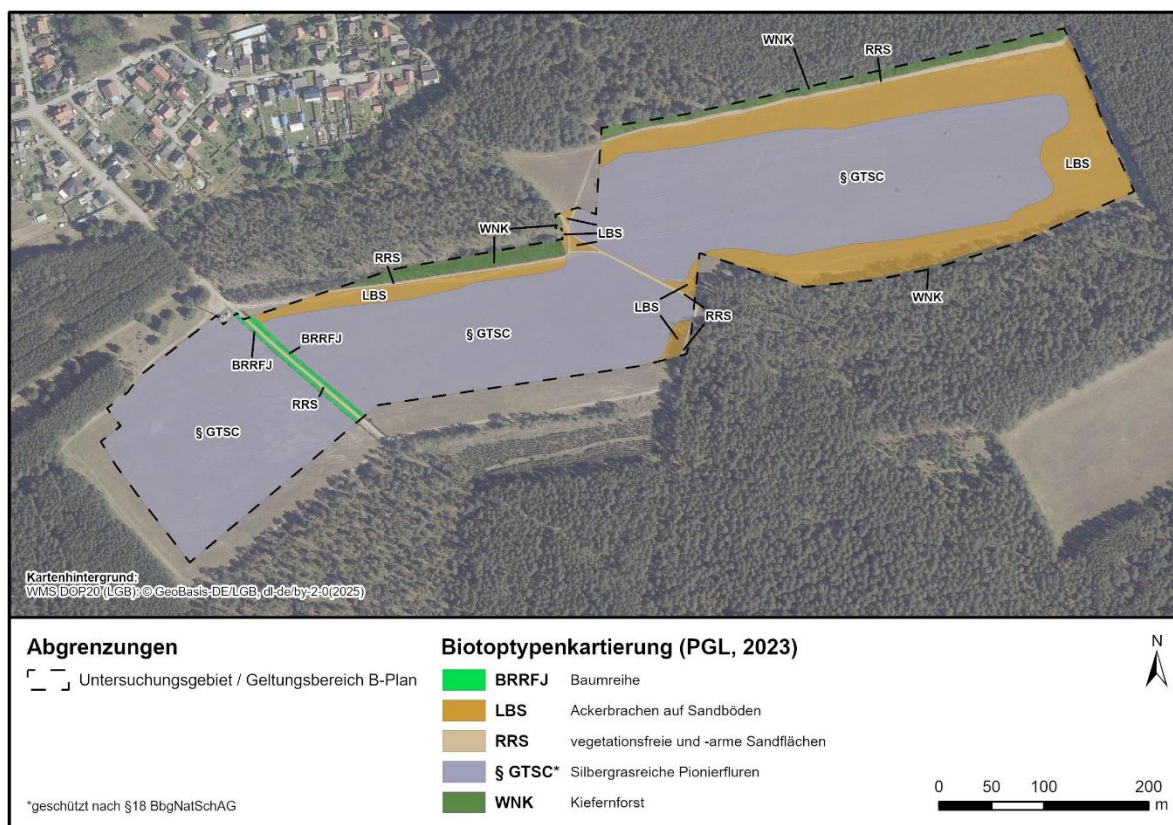 WNK
RRS
LBS
§ GTSC
WNK
LBS
RRS
LBS
WNK
LBS
RRS
§ GTSC
BRRFJ
BRRFJ
RRS
§ GTSC
Kartenhintergrund:
WMS DOP20 (LGB): © GeoBasis-DE/LGB, dl-de/by-2-0(2025)
Abgrenzungen
Untersuchungsgebiet / Geltungsbereich B-Plan
*geschützt nach §18 BbgNatSchAG
Biotoptypenkartierung (PGL, 2023)
BRRFJ Baumreihe
LBS Ackerbrachen auf Sandböden
RRS vegetationsfreie und -arme Sandflächen
§ GTSC* Silbergrasreiche Pionierfluren
WNK Kiefernforst
N
0 50 100 200
m